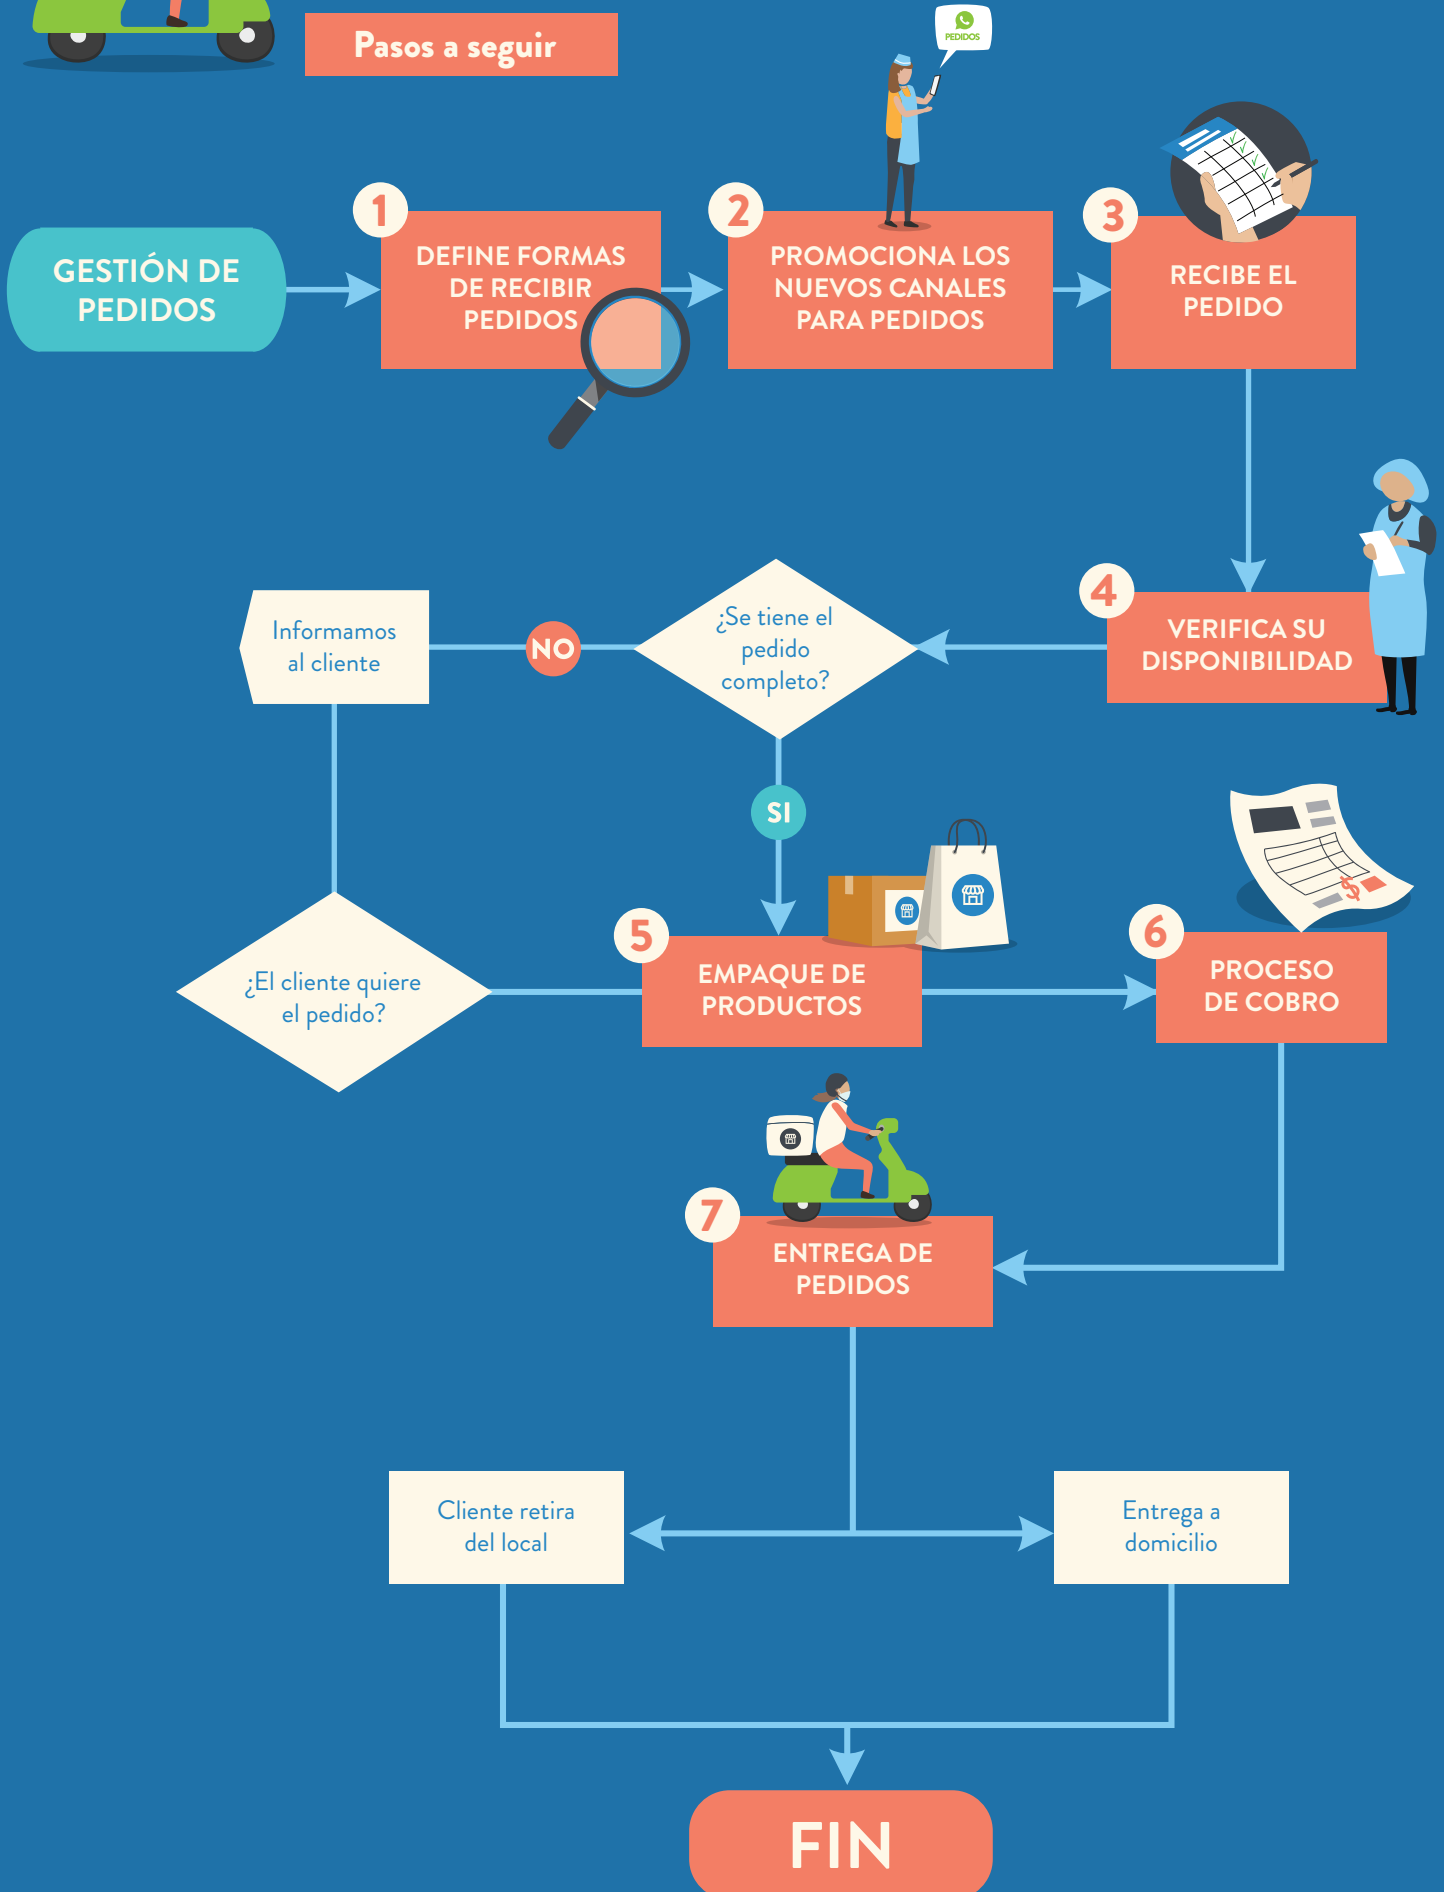 Pasos a seguir
PEDIDOS
GESTIÓN DE
PEDIDOS
1
DEFINE FORMAS
DE RECIBIR
PEDIDOS
2
PROMOCIONA LOS
NUEVOS CANALES
PARA PEDIDOS
3
RECIBE EL
PEDIDO
4
VERIFICA SU
DISPONIBILIDAD
¿Se tiene el
pedido
completo?
NO
Informamos
al cliente
SI
¿El cliente quiere
el pedido?
5
EMPAQUE DE
PRODUCTOS
$
6
PROCESO
DE COBRO
7
ENTREGA DE
PEDIDOS
Cliente retira
del local
Entrega a
domicilio
FIN